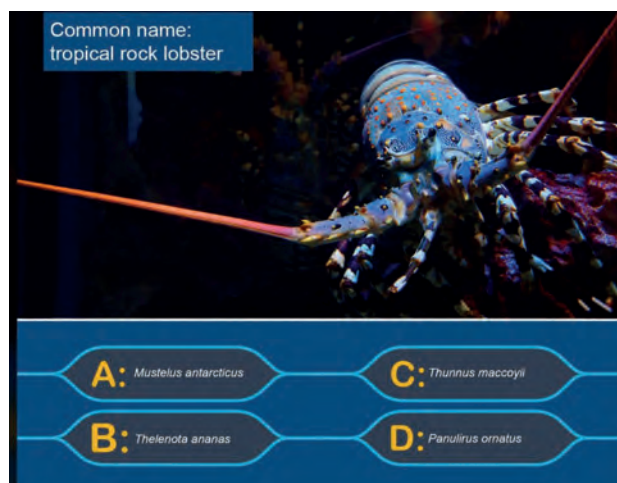 Common name:
tropical rock lobster
A: Mustelus antarcticus
C: Thunnus maccoyii
B: Thelenota ananas
D: Panulirus ornatus